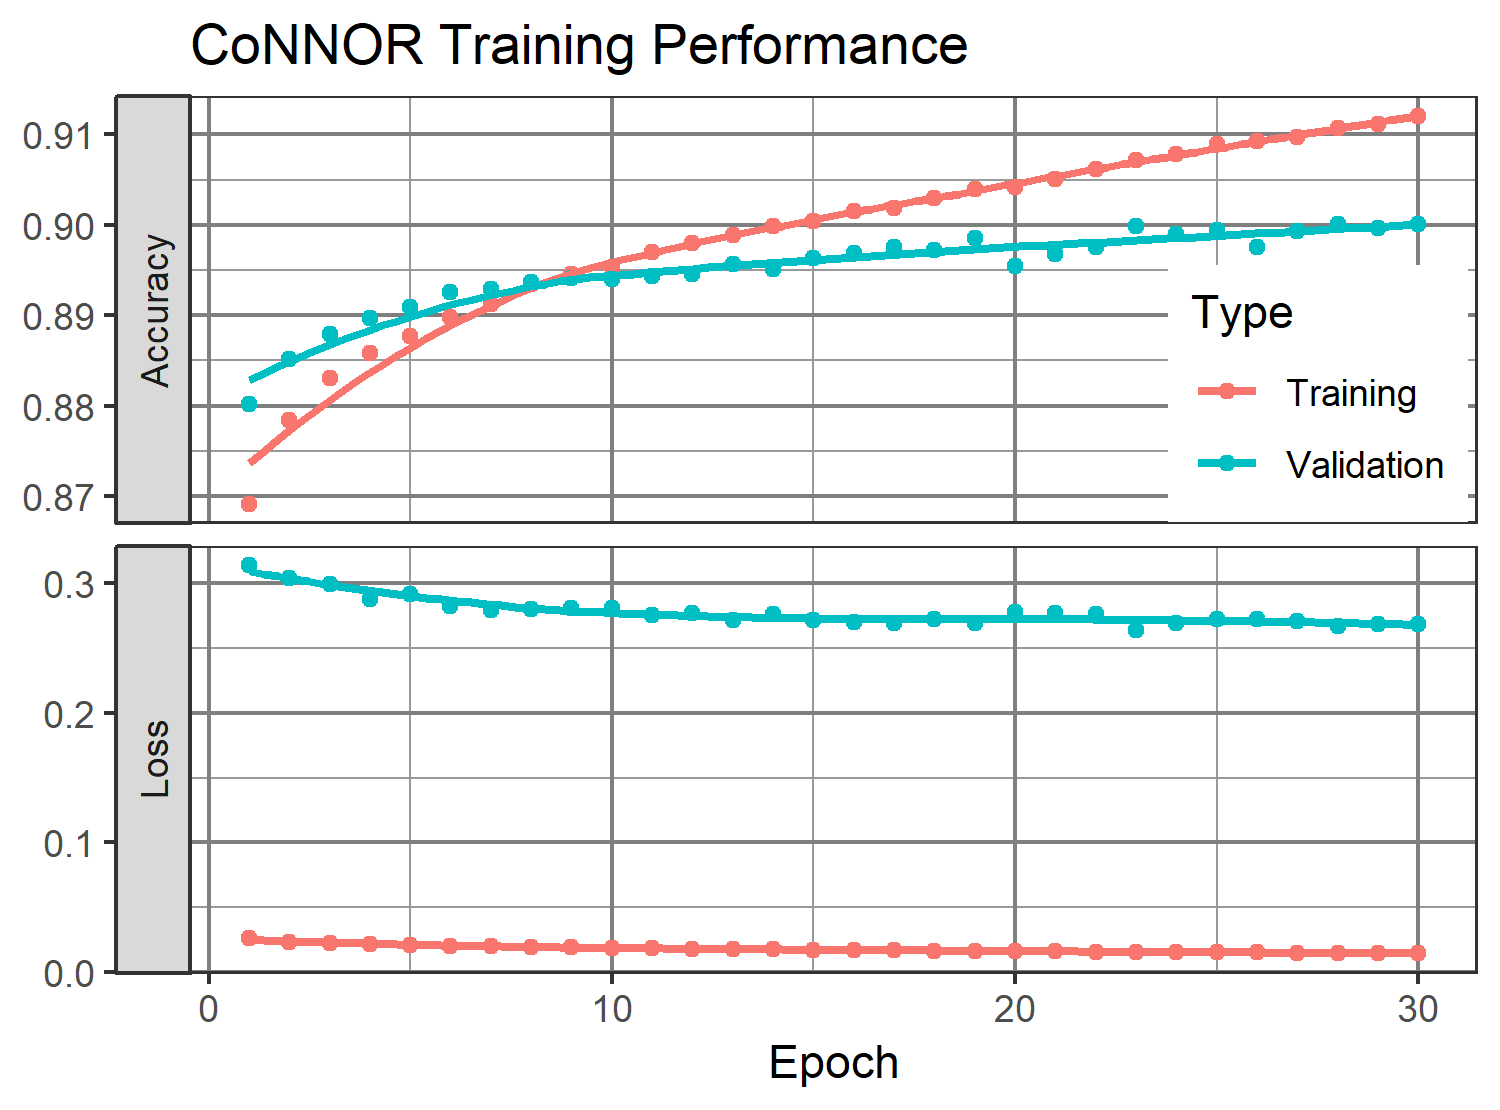 CoNNOR Training Performance
Accuracy
0.91
0.90
0.89
0.88
0.87
Type
Training
Validation
Loss
0.3
0.2
0.1
0.0
0 10 20 30
Epoch